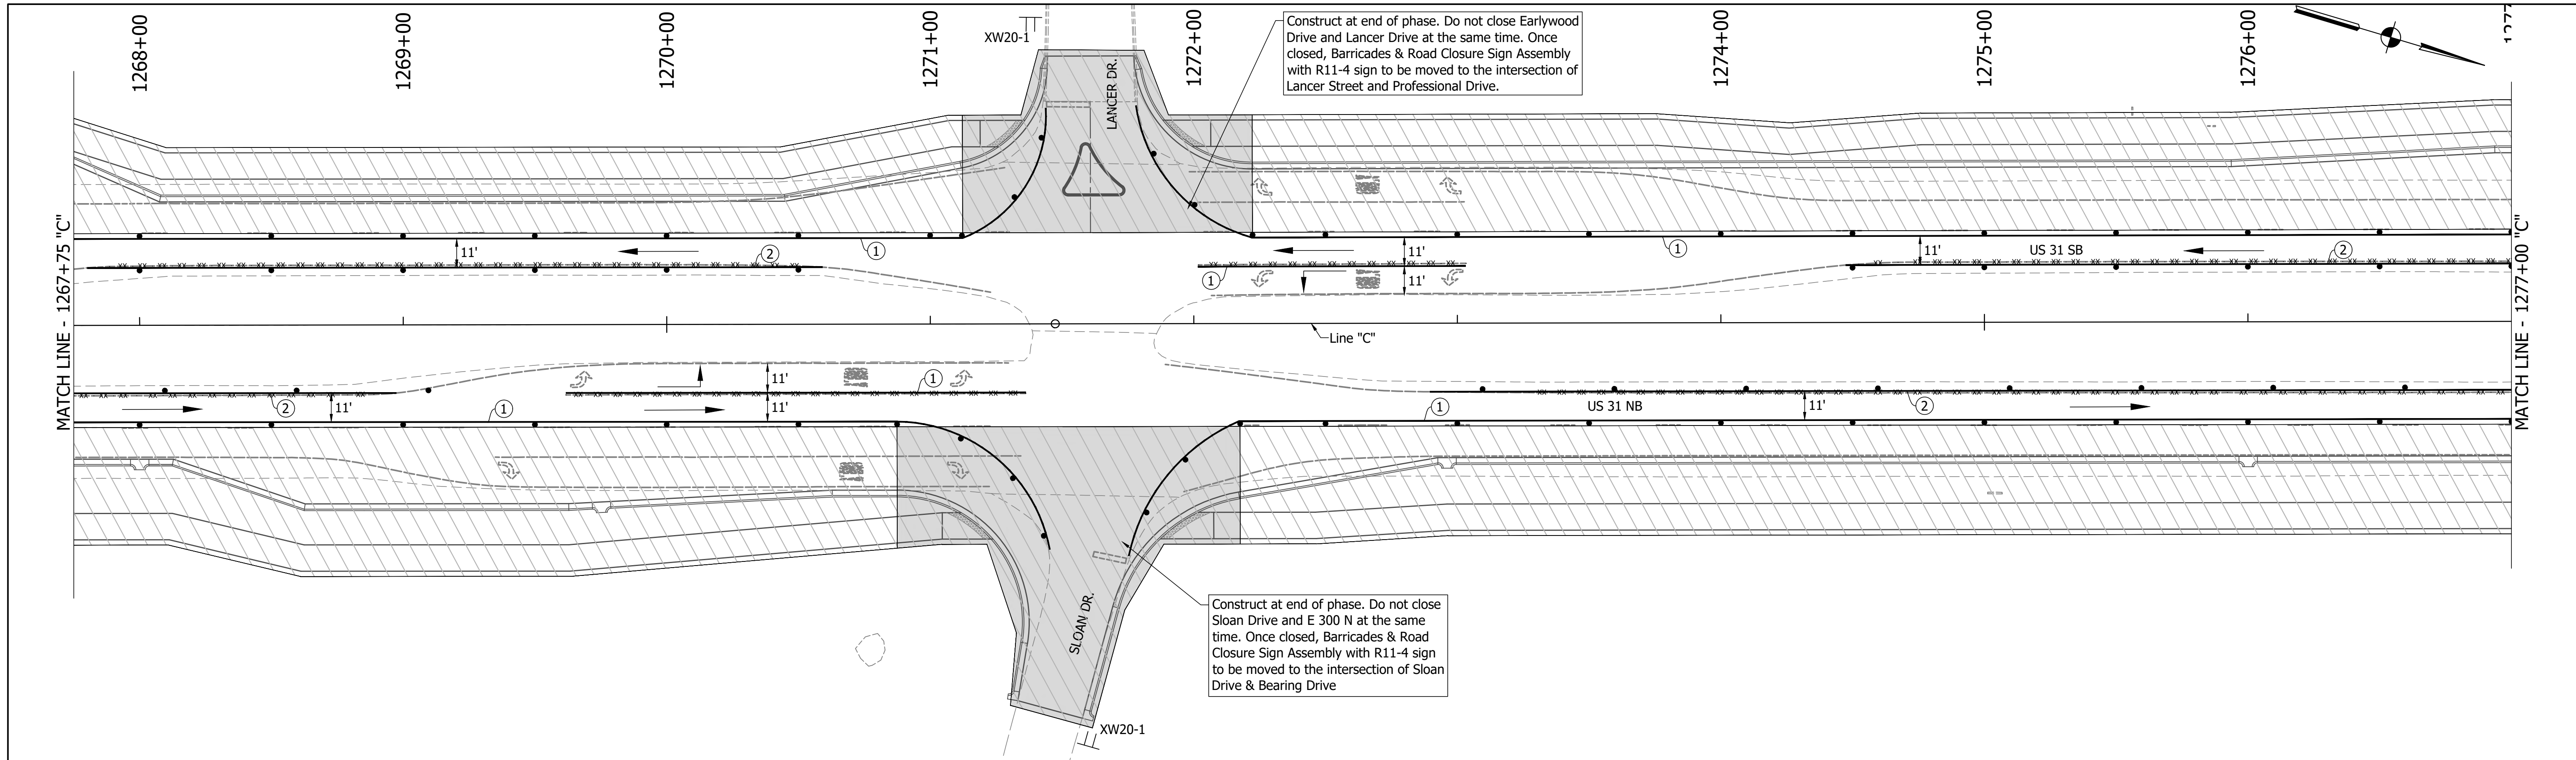 1268+00
1269+00
1270+00
1271+00
1272+00
1274+00
1275+00
1276+00
XW20-1
LANCER DR.
Construct at end of phase. Do not close Earlywood
Drive and Lancer Drive at the same time. Once
closed, Barricades & Road Closure Sign Assembly
with R11-4 sign to be moved to the intersection of
Lancer Street and Professional Drive.
MATCH LINE - 1267+75 "C"
MATCH LINE - 1277+00 "C"
11'
2
1
1
11'
11'
1
11'
US 31 SB
2
Line "C"
2
11'
1
11'
11'
1
1
US 31 NB
11'
2
SLOAN DR.
Construct at end of phase. Do not close
Sloan Drive and E 300 N at the same
time. Once closed, Barricades & Road
Closure Sign Assembly with R11-4 sign
to be moved to the intersection of Sloan
Drive & Bearing Drive
XW20-1